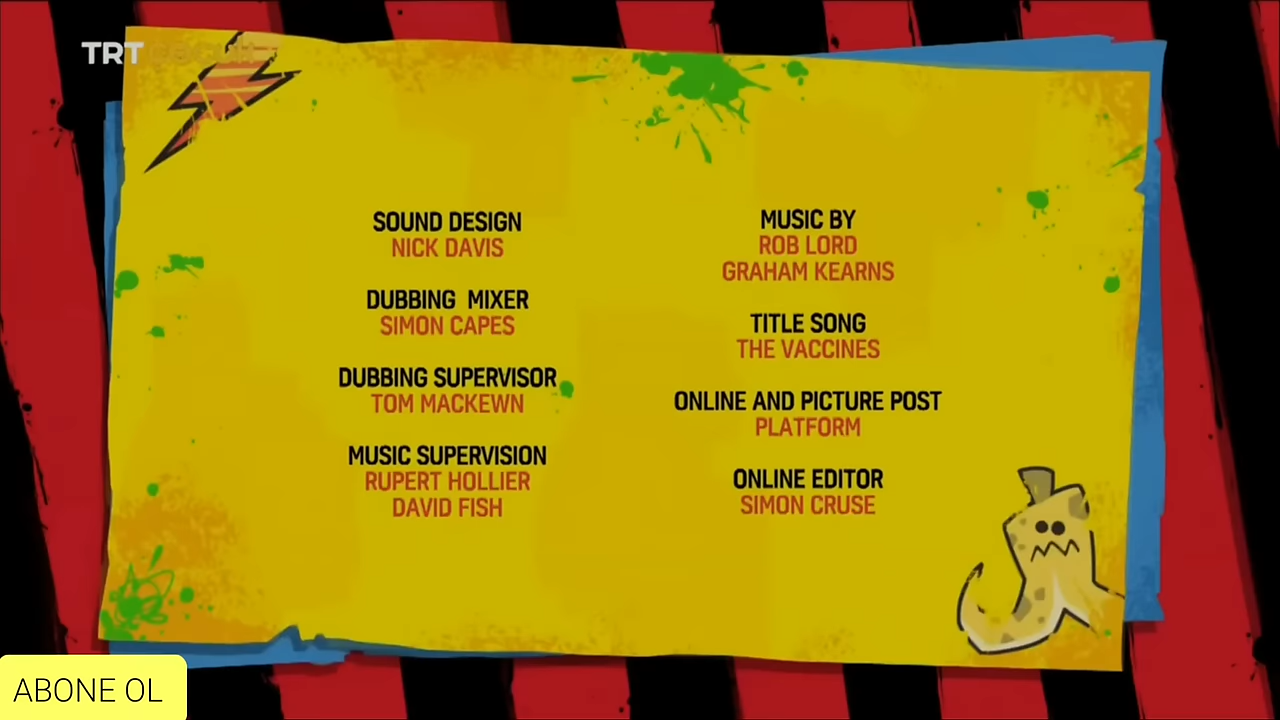 TRT
SOUND DESIGN
NICK DAVIS
DUBBING MIXER
SIMON CAPES
DUBBING SUPERVISOR
TOM MACKEWN
MUSIC SUPERVISION
RUPERT HOLLIER
DAVID FISH
MUSIC BY
ROB LORD
GRAHAM KEARNS
TITLE SONG
THE VACCINES
ONLINE AND PICTURE POST
PLATFORM
ONLINE EDITOR
SIMON CRUSE
ABONE OL